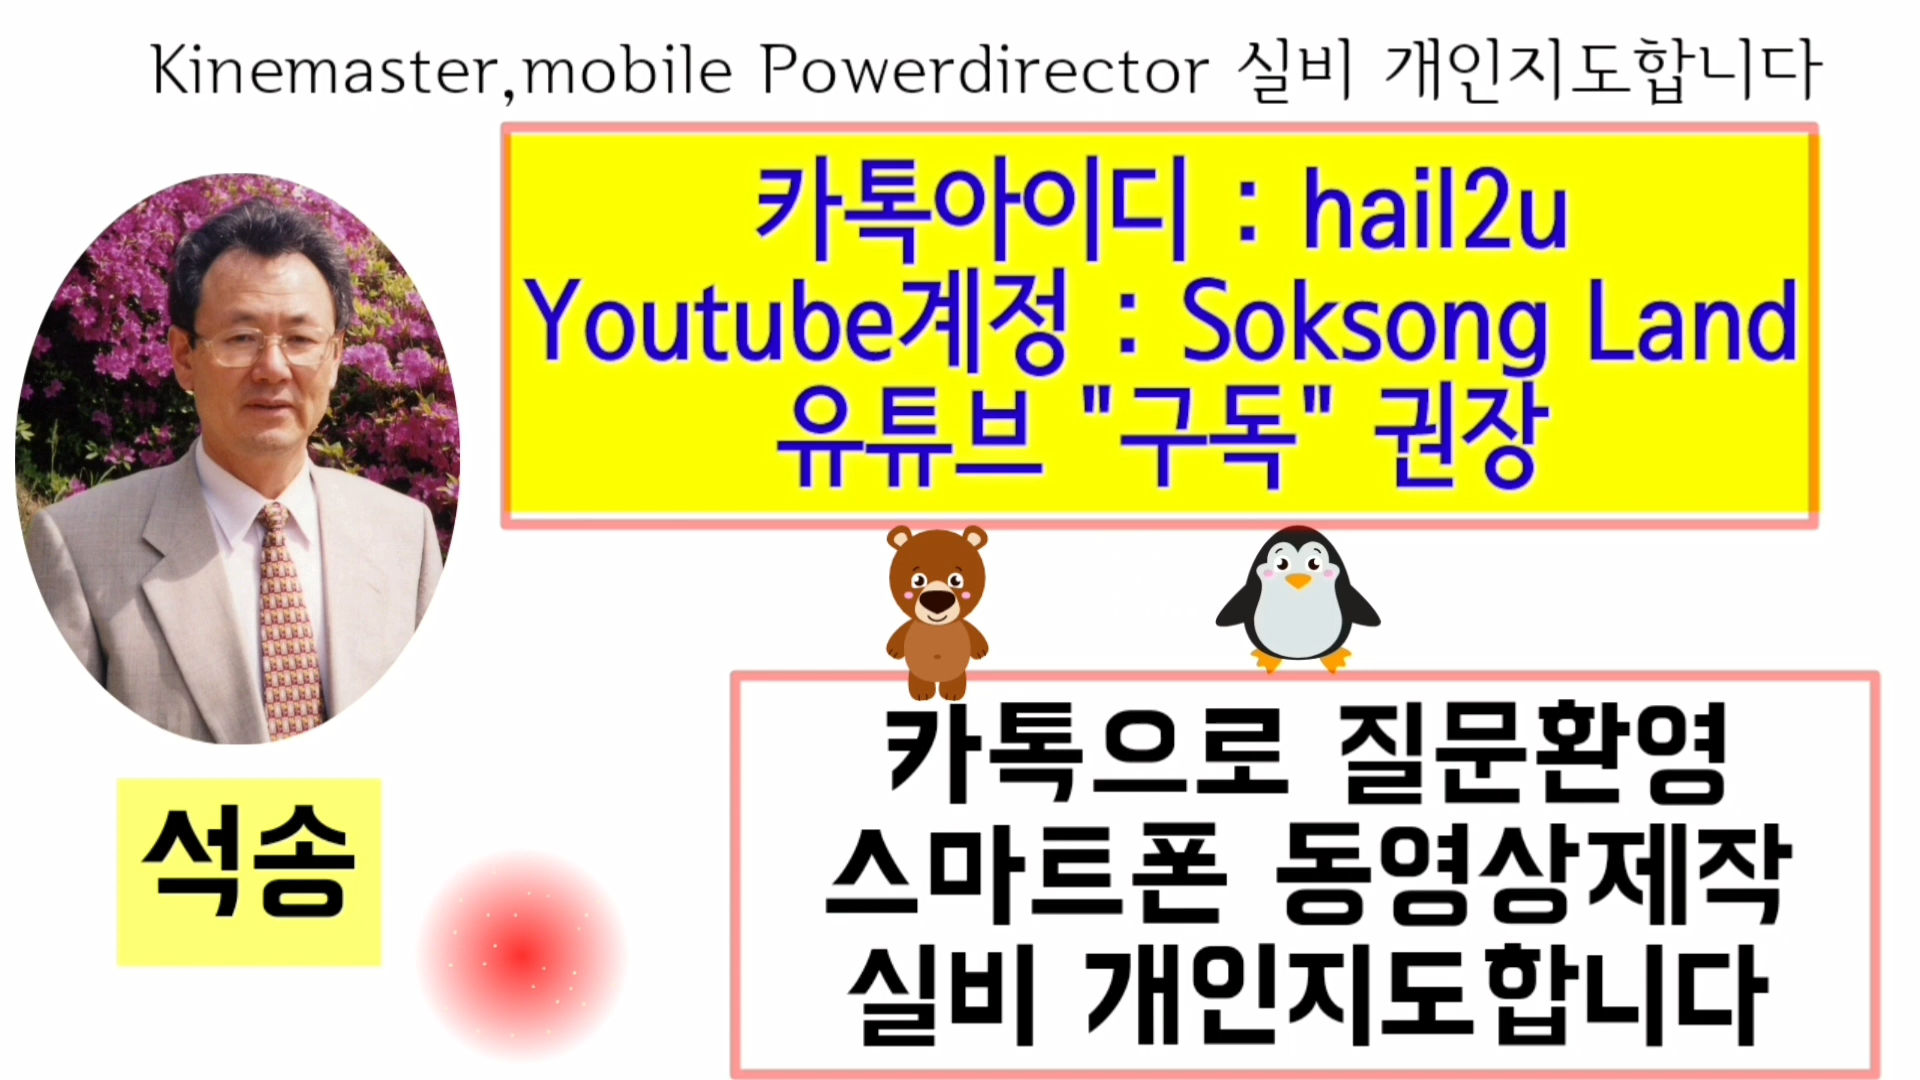 Kinemaster,mobile Powerdirector 실비 개인지도합니다
카톡아이디 : hail2u
Youtube계정 : Soksong Land
유튜브 "구독" 권장
석송
카톡으로 질문환영
스마트폰 동영상제작
실비 개인지도합니다